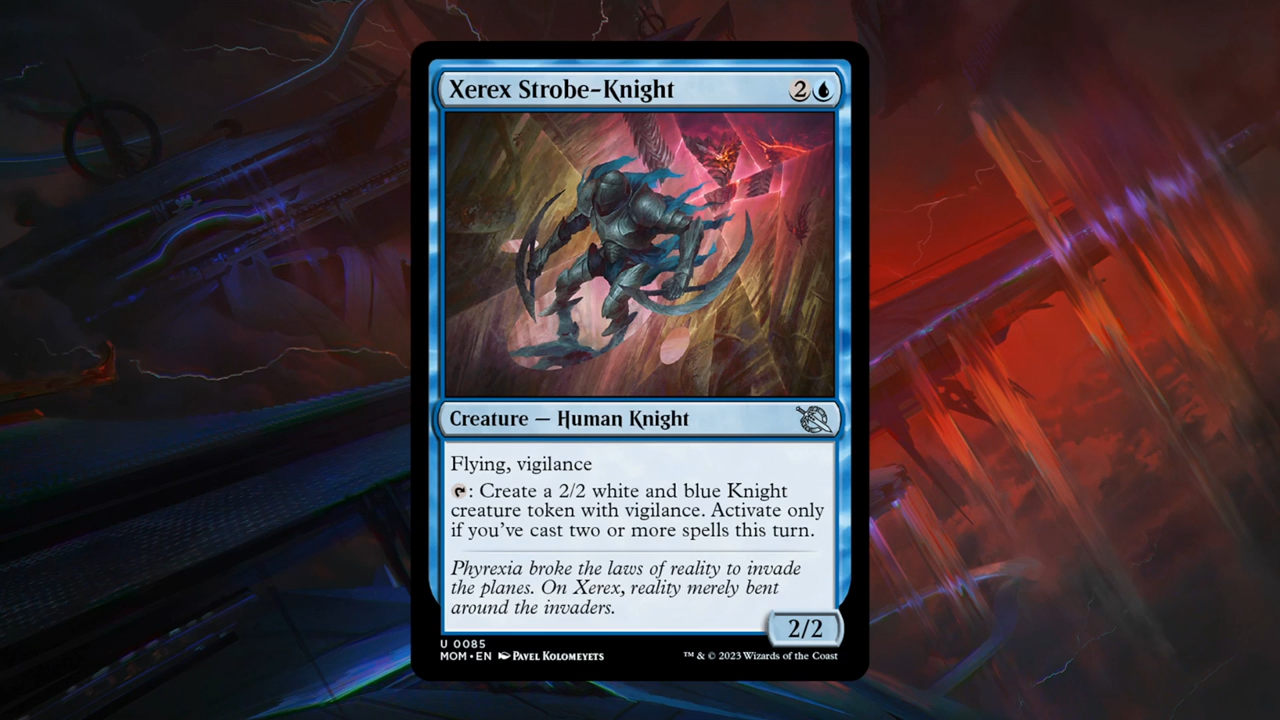 Xerex Strobe-Knight 2
Creature — Human Knight
Flying, vigilance
: Create a 2/2 white and blue Knight
creature token with vigilance. Activate only
if you've cast two or more spells this turn.
Phyrexia broke the laws of reality to invade
the planes. On Xerex, reality merely bent
around the invaders.
2/2
U 0085
MOM • EN Pavel Kolomeyets
™ & © 2023 Wizards of the Coast